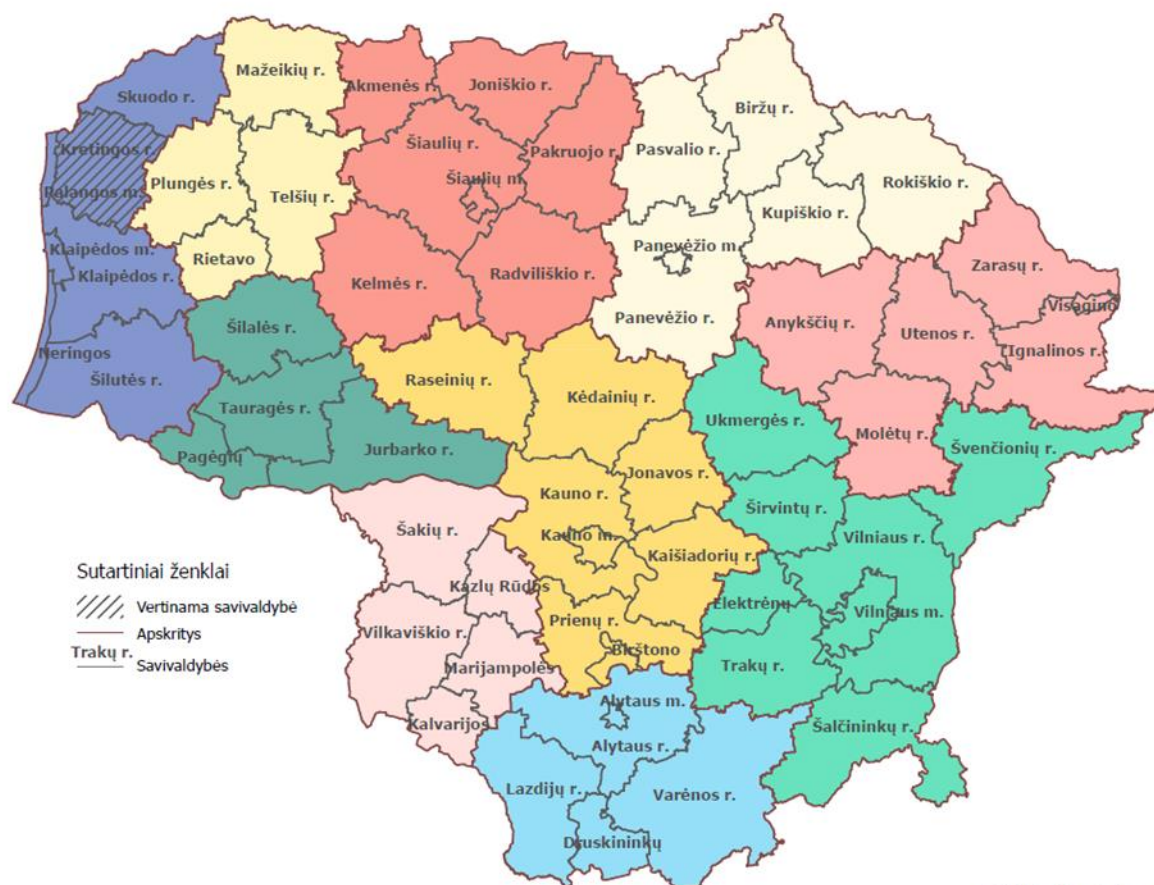 Skuodo r.
Mažeikių r.
Akmenės r.
Joniškio r.
Biržų r.
Kretingos r.
Šiaulių r.
Pakruojo r.
Pasvalio r.
Rokiškio r.
Palangos m.
Plungės r.
Telšių r.
Šiaulių m.
Kupiškio r.
Klaipėdos m.
Klaipėdos r.
Rietavo
Kelmės r.
Radviliškio r.
Panevėžio m.
Zarasų r.
Panevėžio r.
Anykščių r.
Utenos r.
Visagino
Ignalinos r.
Neringos
Šilutės r.
Šilalės r.
Raseinių r.
Kėdainių r.
Tauragės r.
Ukmergės r.
Molėtų r.
Švenčionių r.
Pagėgių
Jurbarko r.
Kauno r.
Jonavos r.
Širvintų r.
Šakių r.
Kauno m.
Kaišiadorių r.
Vilniaus r.
Kazlų Rūdos
Elektrėnų
Vilniaus m.
Vilkaviškio r.
Prienų r.
Birštono
Trakų r.
Marijampolės
Kalvarijos
Alytaus m.
Alytaus r.
Šalčininkų r.
Lazdijų r.
Varėnos r.
Druskininkų
Sutartiniai ženklai
Vertinama savivaldybė
Apskritys
Trakų r.
Savivaldybės